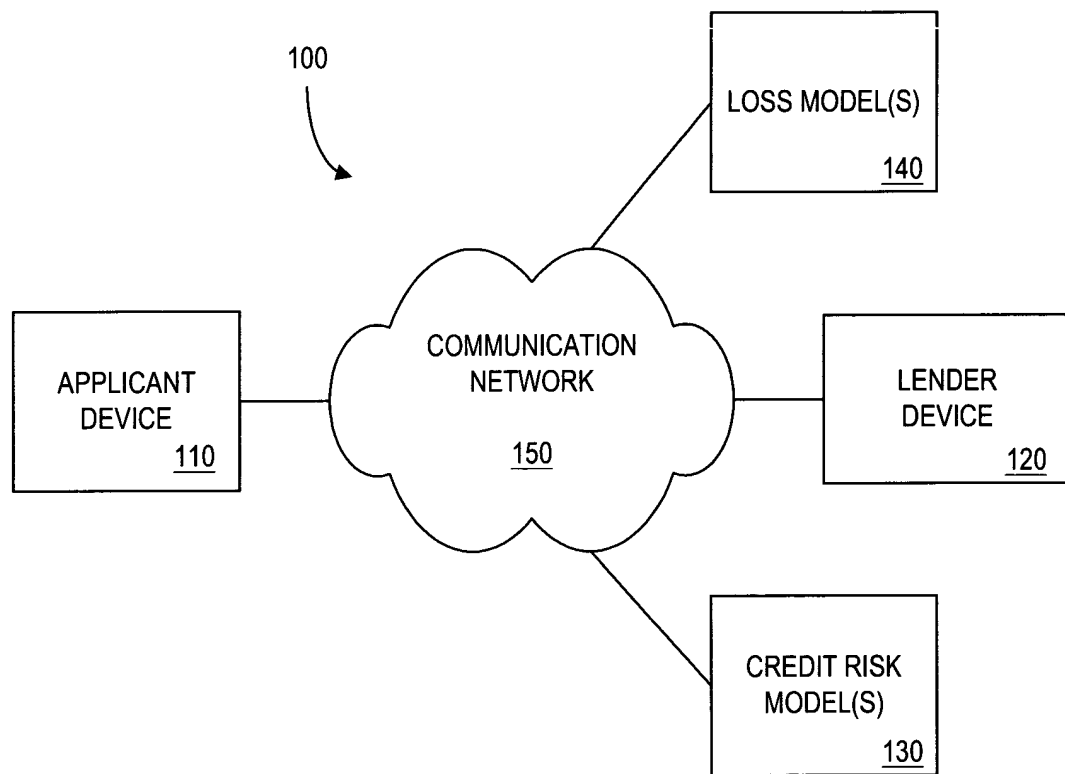 100
LOSS MODEL(S)
140
COMMUNICATION
NETWORK
150
APPLICANT
DEVICE
110
LENDER
DEVICE
120
CREDIT RISK
MODEL(S)
130